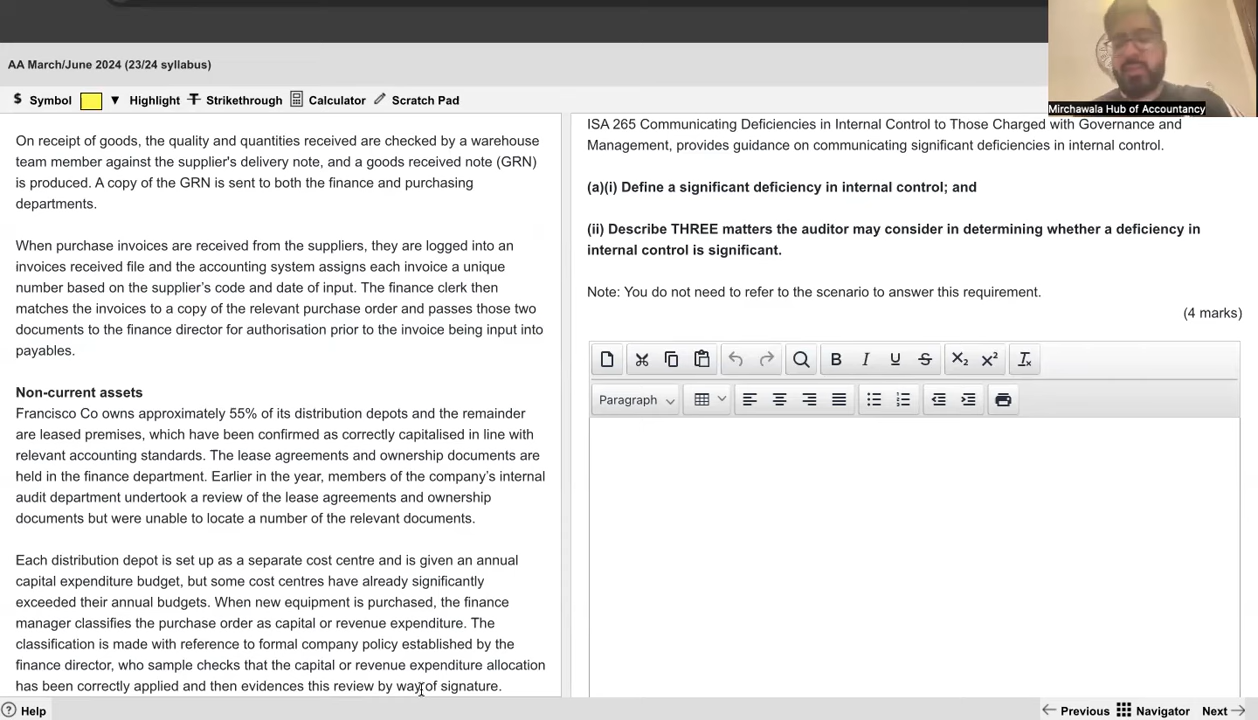 AA March/June 2024 (23/24 syllabus)
Mirchawala Hub of Accountancy
$ Symbol Highlight Strikethrough Calculator Scratch Pad
On receipt of goods, the quality and quantities received are checked by a warehouse
team member against the supplier's delivery note, and a goods received note (GRN)
is produced. A copy of the GRN is sent to both the finance and purchasing
departments.
When purchase invoices are received from the suppliers, they are logged into an
invoices received file and the accounting system assigns each invoice a unique
number based on the supplier's code and date of input. The finance clerk then
matches the invoices to a copy of the relevant purchase order and passes those two
documents to the finance director for authorisation prior to the invoice being input into
payables.
Non-current assets
Francisco Co owns approximately 55% of its distribution depots and the remainder
are leased premises, which have been confirmed as correctly capitalised in line with
relevant accounting standards. The lease agreements and ownership documents are
held in the finance department. Earlier in the year, members of the company's internal
audit department undertook a review of the lease agreements and ownership
documents but were unable to locate a number of the relevant documents.
Each distribution depot is set up as a separate cost centre and is given an annual
capital expenditure budget, but some cost centres have already significantly
exceeded their annual budgets. When new equipment is purchased, the finance
manager classifies the purchase order as capital or revenue expenditure. The
classification is made with reference to formal company policy established by the
finance director, who sample checks that the capital or revenue expenditure allocation
has been correctly applied and then evidences this review by way of signature.
ISA 265 Communicating Deficiencies in Internal Control to Those Charged with Governance and
Management, provides guidance on communicating significant deficiencies in internal control.
(a)(i) Define a significant deficiency in internal control; and
(ii) Describe THREE matters the auditor may consider in determining whether a deficiency in
internal control is significant.
Note: You do not need to refer to the scenario to answer this requirement.
(4 marks)
B I U S X₂ X² Tx
Paragraph
Help
Previous Navigator Next